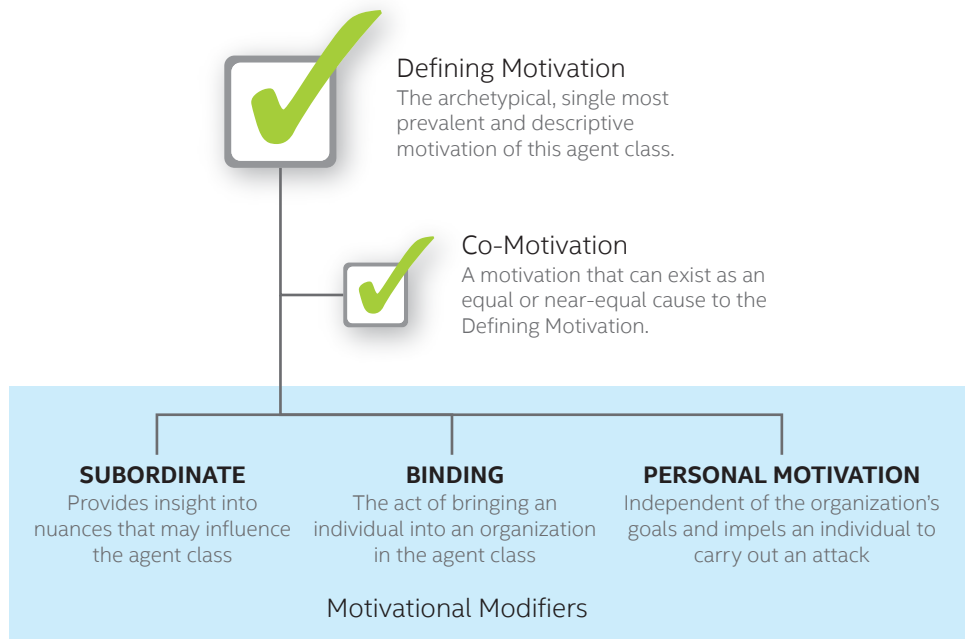 Defining Motivation
The archetypical, single most
prevalent and descriptive
motivation of this agent class.
Co-Motivation
A motivation that can exist as an
equal or near-equal cause to the
Defining Motivation.
SUBORDINATE
Provides insight into
nuances that may influence
the agent class
BINDING
The act of bringing an
individual into an organization
in the agent class
PERSONAL MOTIVATION
Independent of the organization's
goals and impels an individual to
carry out an attack
Motivational Modifiers